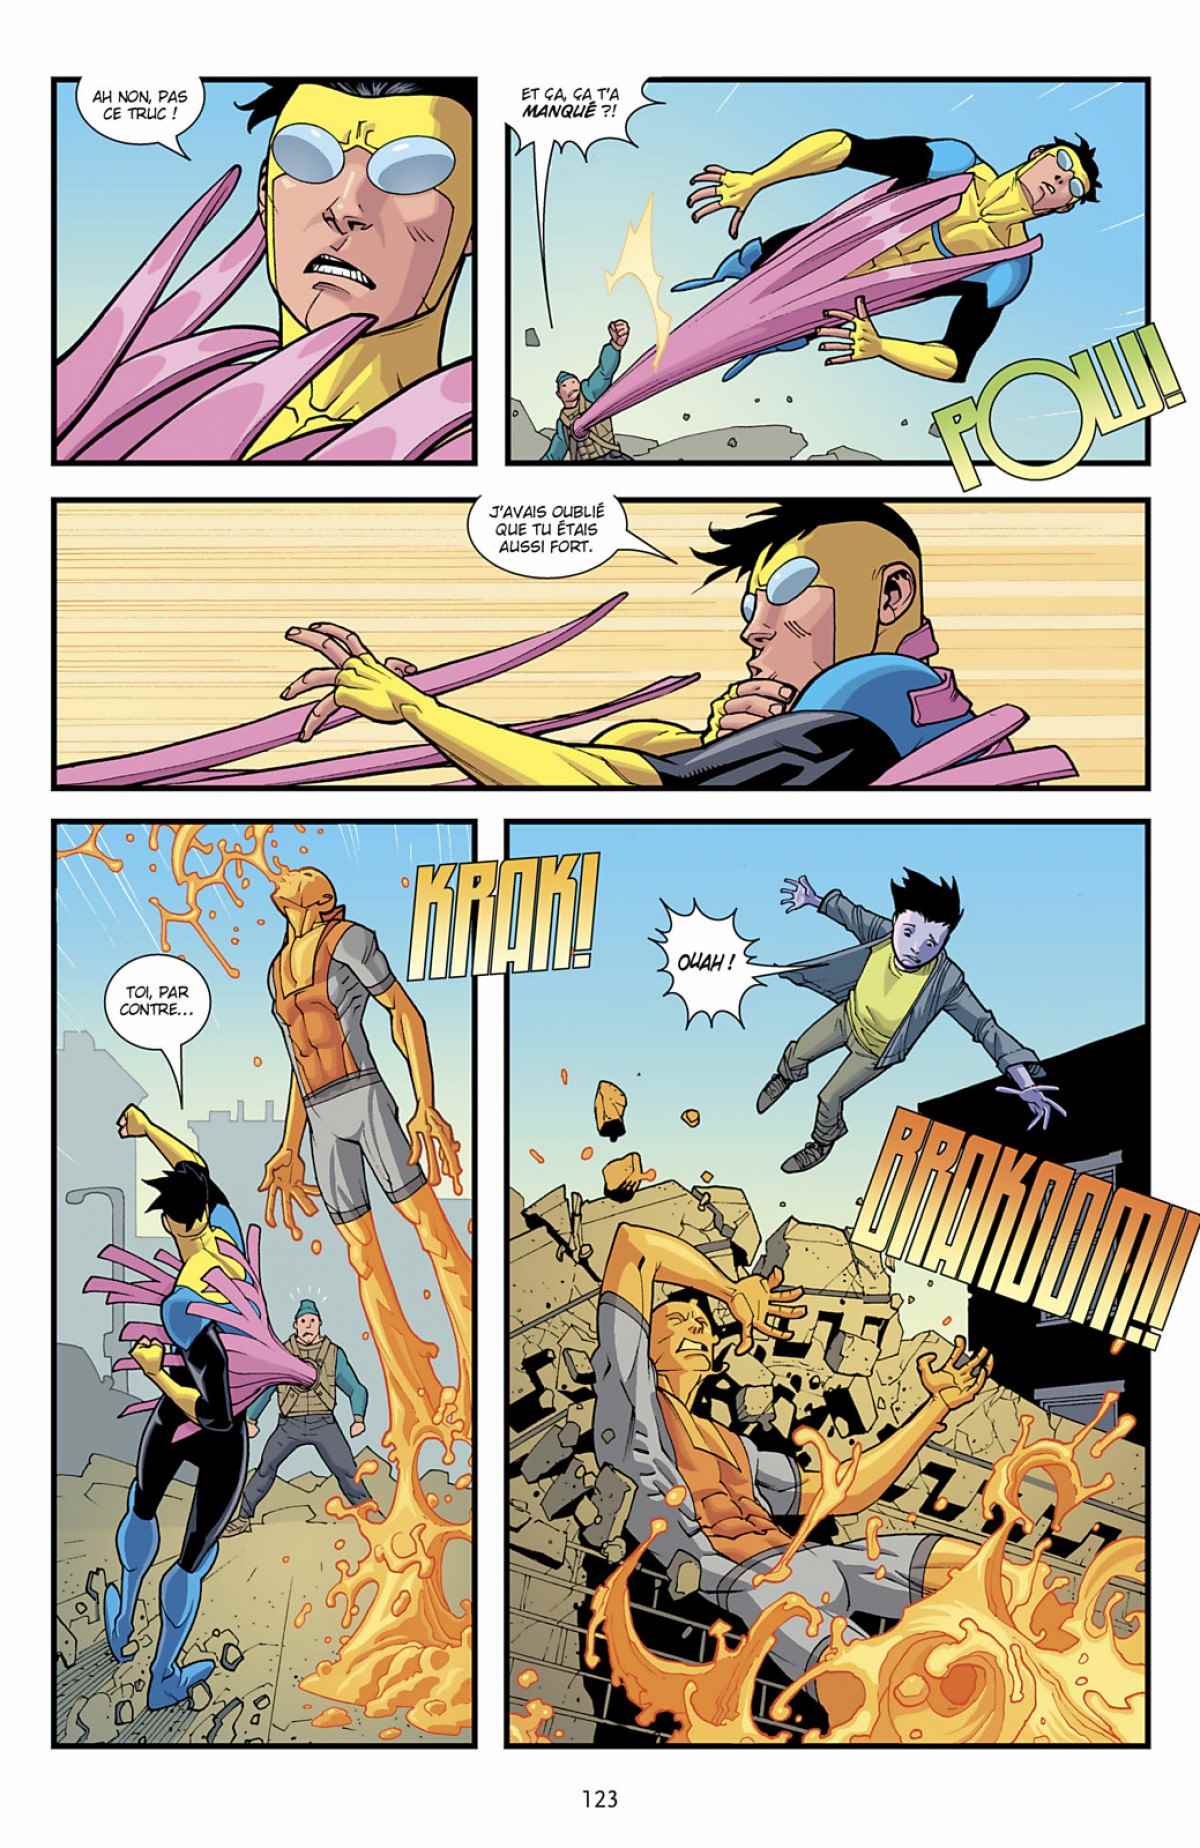 AH NON, PAS
CE TRUC !
ET ÇA, ÇA T'A
MANQUÉ ?!
POW!!
J'AVAIS OUBLIÉ
QUE TU ÉTAIS
AUSSI FORT.
KRAK!
TOI, PAR
CONTRE...
OUAH !
BRAKOOM!!
123